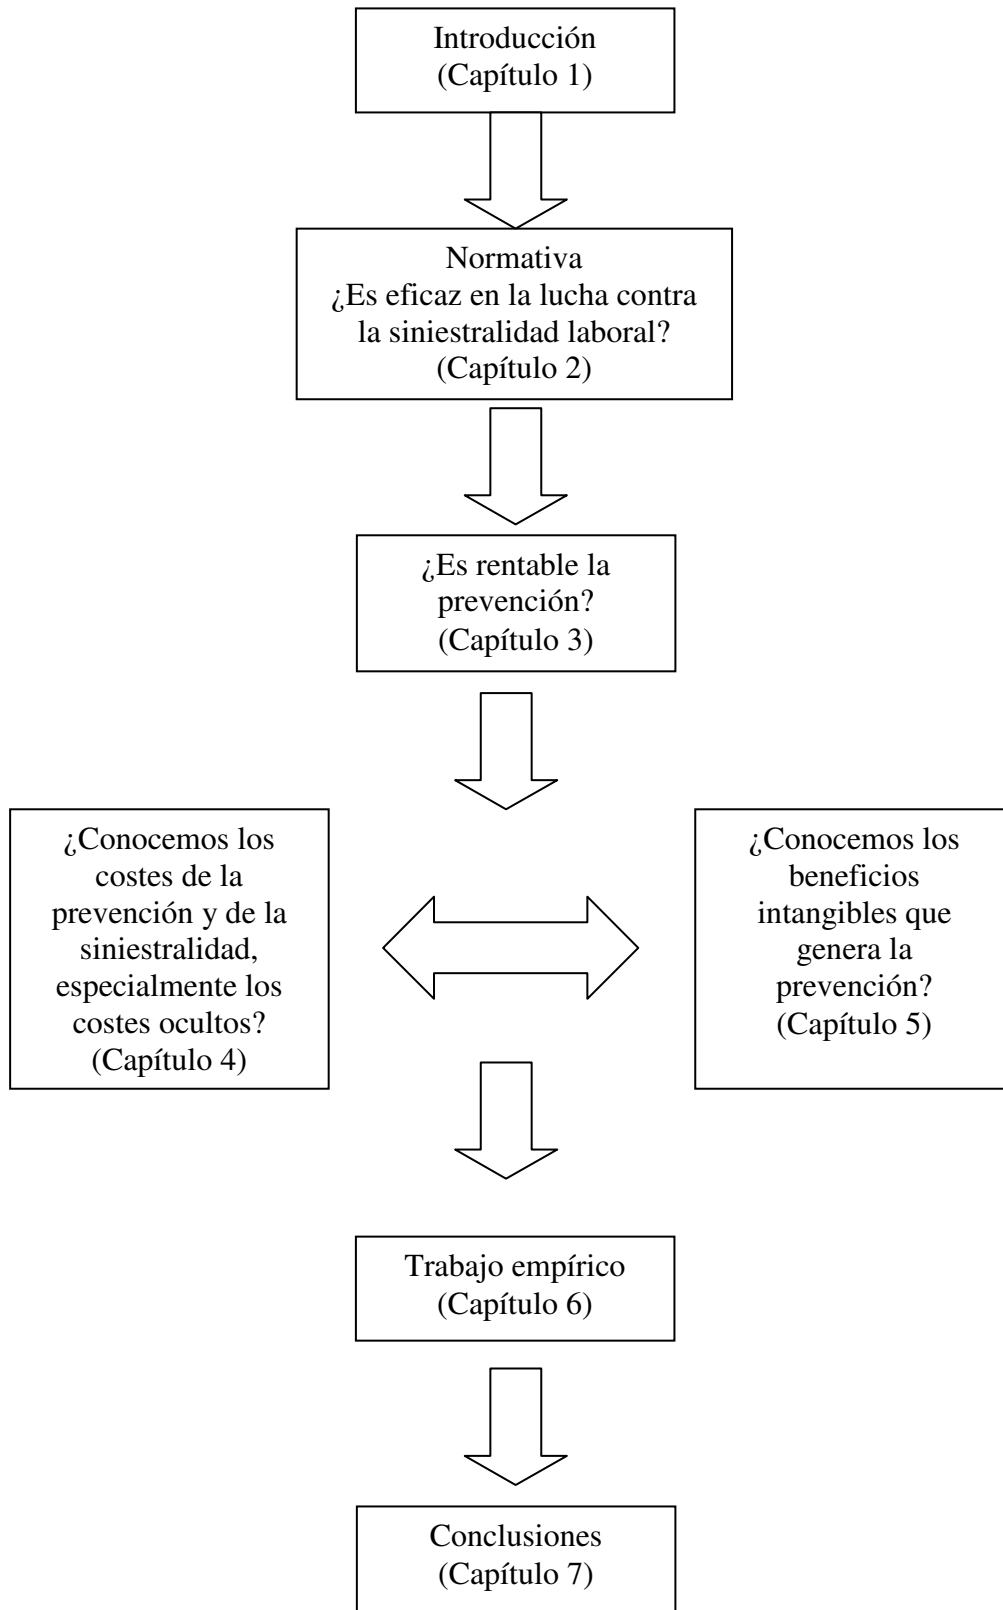 Introducción
(Capítulo 1)
Normativa
¿Es eficaz en la lucha contra
la siniestralidad laboral?
(Capítulo 2)
¿Es rentable la
prevención?
(Capítulo 3)
¿Conocemos los
costes de la
prevención y de la
siniestralidad,
especialmente los
costes ocultos?
(Capítulo 4)
¿Conocemos los
beneficios
intangibles que
genera la
prevención?
(Capítulo 5)
Trabajo empírico
(Capítulo 6)
Conclusiones
(Capítulo 7)